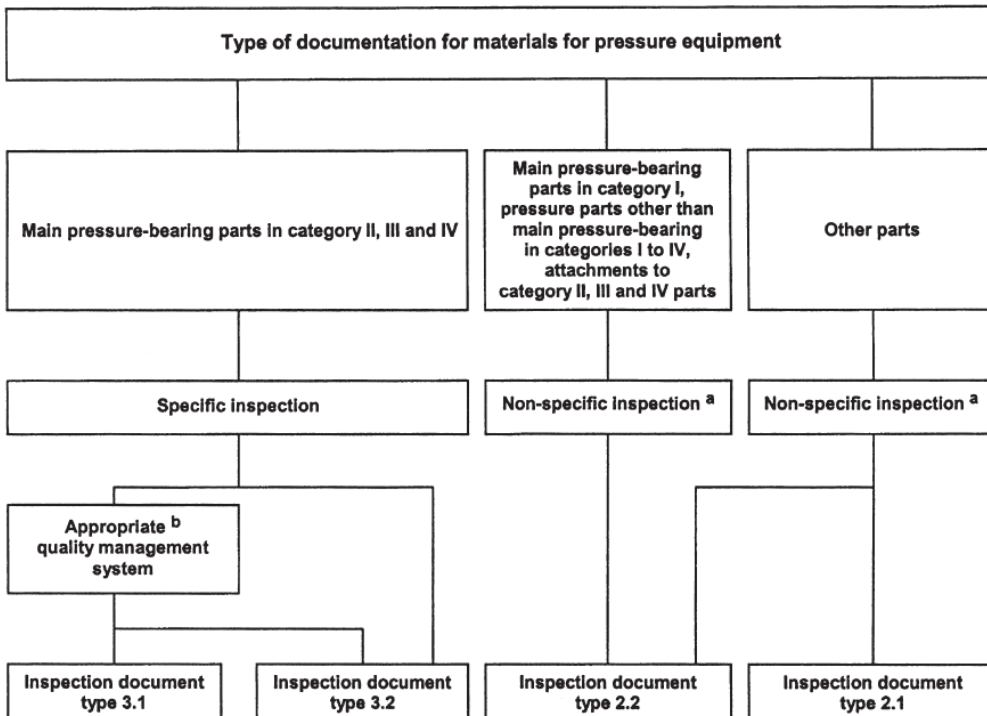 Type of documentation for materials for pressure equipment
Main pressure-bearing parts in category II, III and IV
Main pressure-bearing
parts in category I,
pressure parts other than
main pressure-bearing
in categories I to IV,
attachments to
category II, III and IV parts
Other parts
Specific inspection
Non-specific inspection a
Non-specific inspection a
Appropriate b
quality management
system
Inspection document
type 3.1
Inspection document
type 3.2
Inspection document
type 2.2
Inspection document
type 2.1